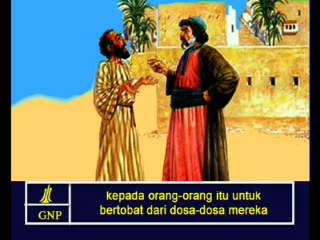 kepada orang-orang itu untuk
bertobat dari dosa-dosa mereka
GNP